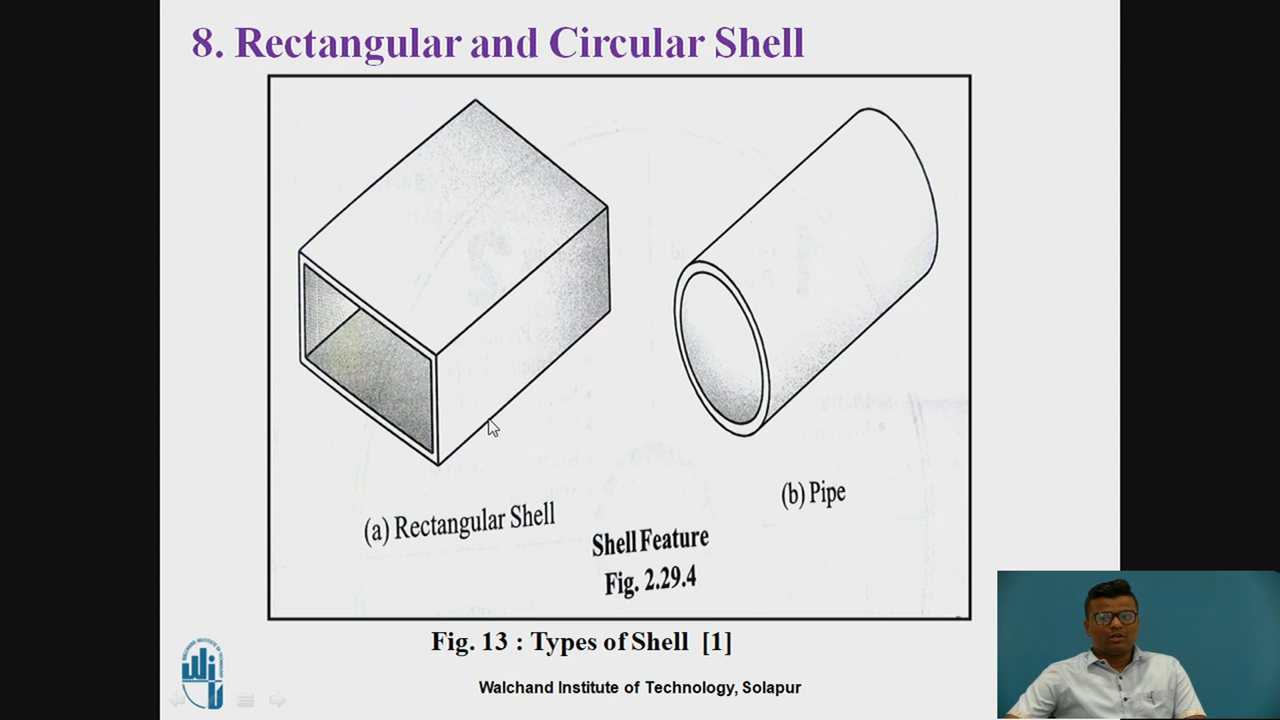 8. Rectangular and Circular Shell
(a) Rectangular Shell
(b) Pipe
Shell Feature
Fig. 2.29.4
Fig. 13 : Types of Shell [1]
Walchand Institute of Technology, Solapur